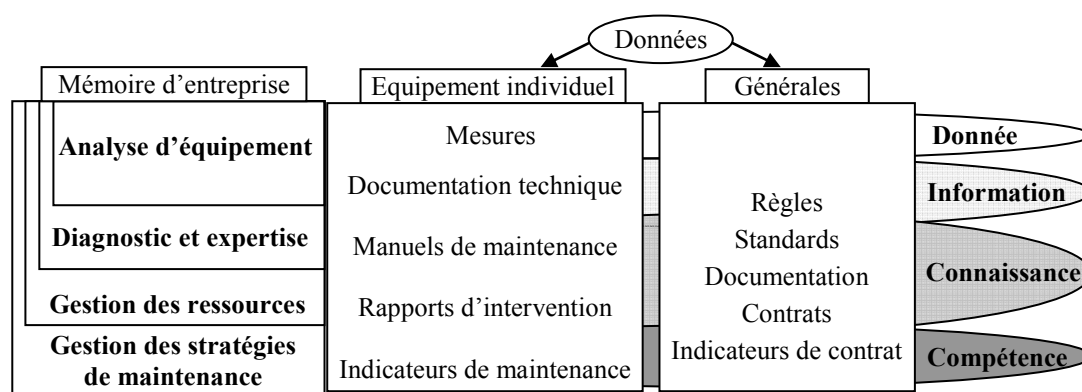 Données
Mémoire d'entreprise
Equipement individuel
Générales
Analyse d'équipement
Diagnostic et expertise
Gestion des ressources
Gestion des stratégies
de maintenance
Mesures
Documentation technique
Manuels de maintenance
Rapports d'intervention
Indicateurs de maintenance
Règles
Standards
Documentation
Contrats
Indicateurs de contrat
Donnée
Information
Connaissance
Compétence